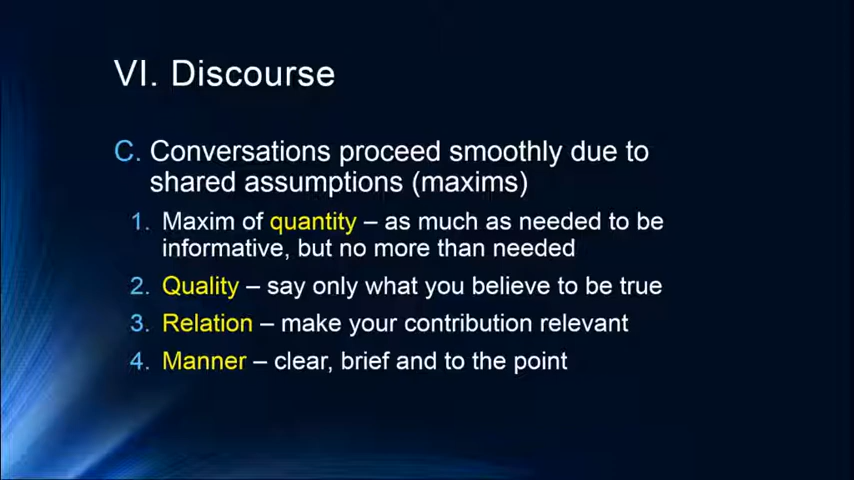 VI. Discourse
C. Conversations proceed smoothly due to
shared assumptions (maxims)
1. Maxim of quantity – as much as needed to be
informative, but no more than needed
2. Quality – say only what you believe to be true
3. Relation – make your contribution relevant
4. Manner – clear, brief and to the point